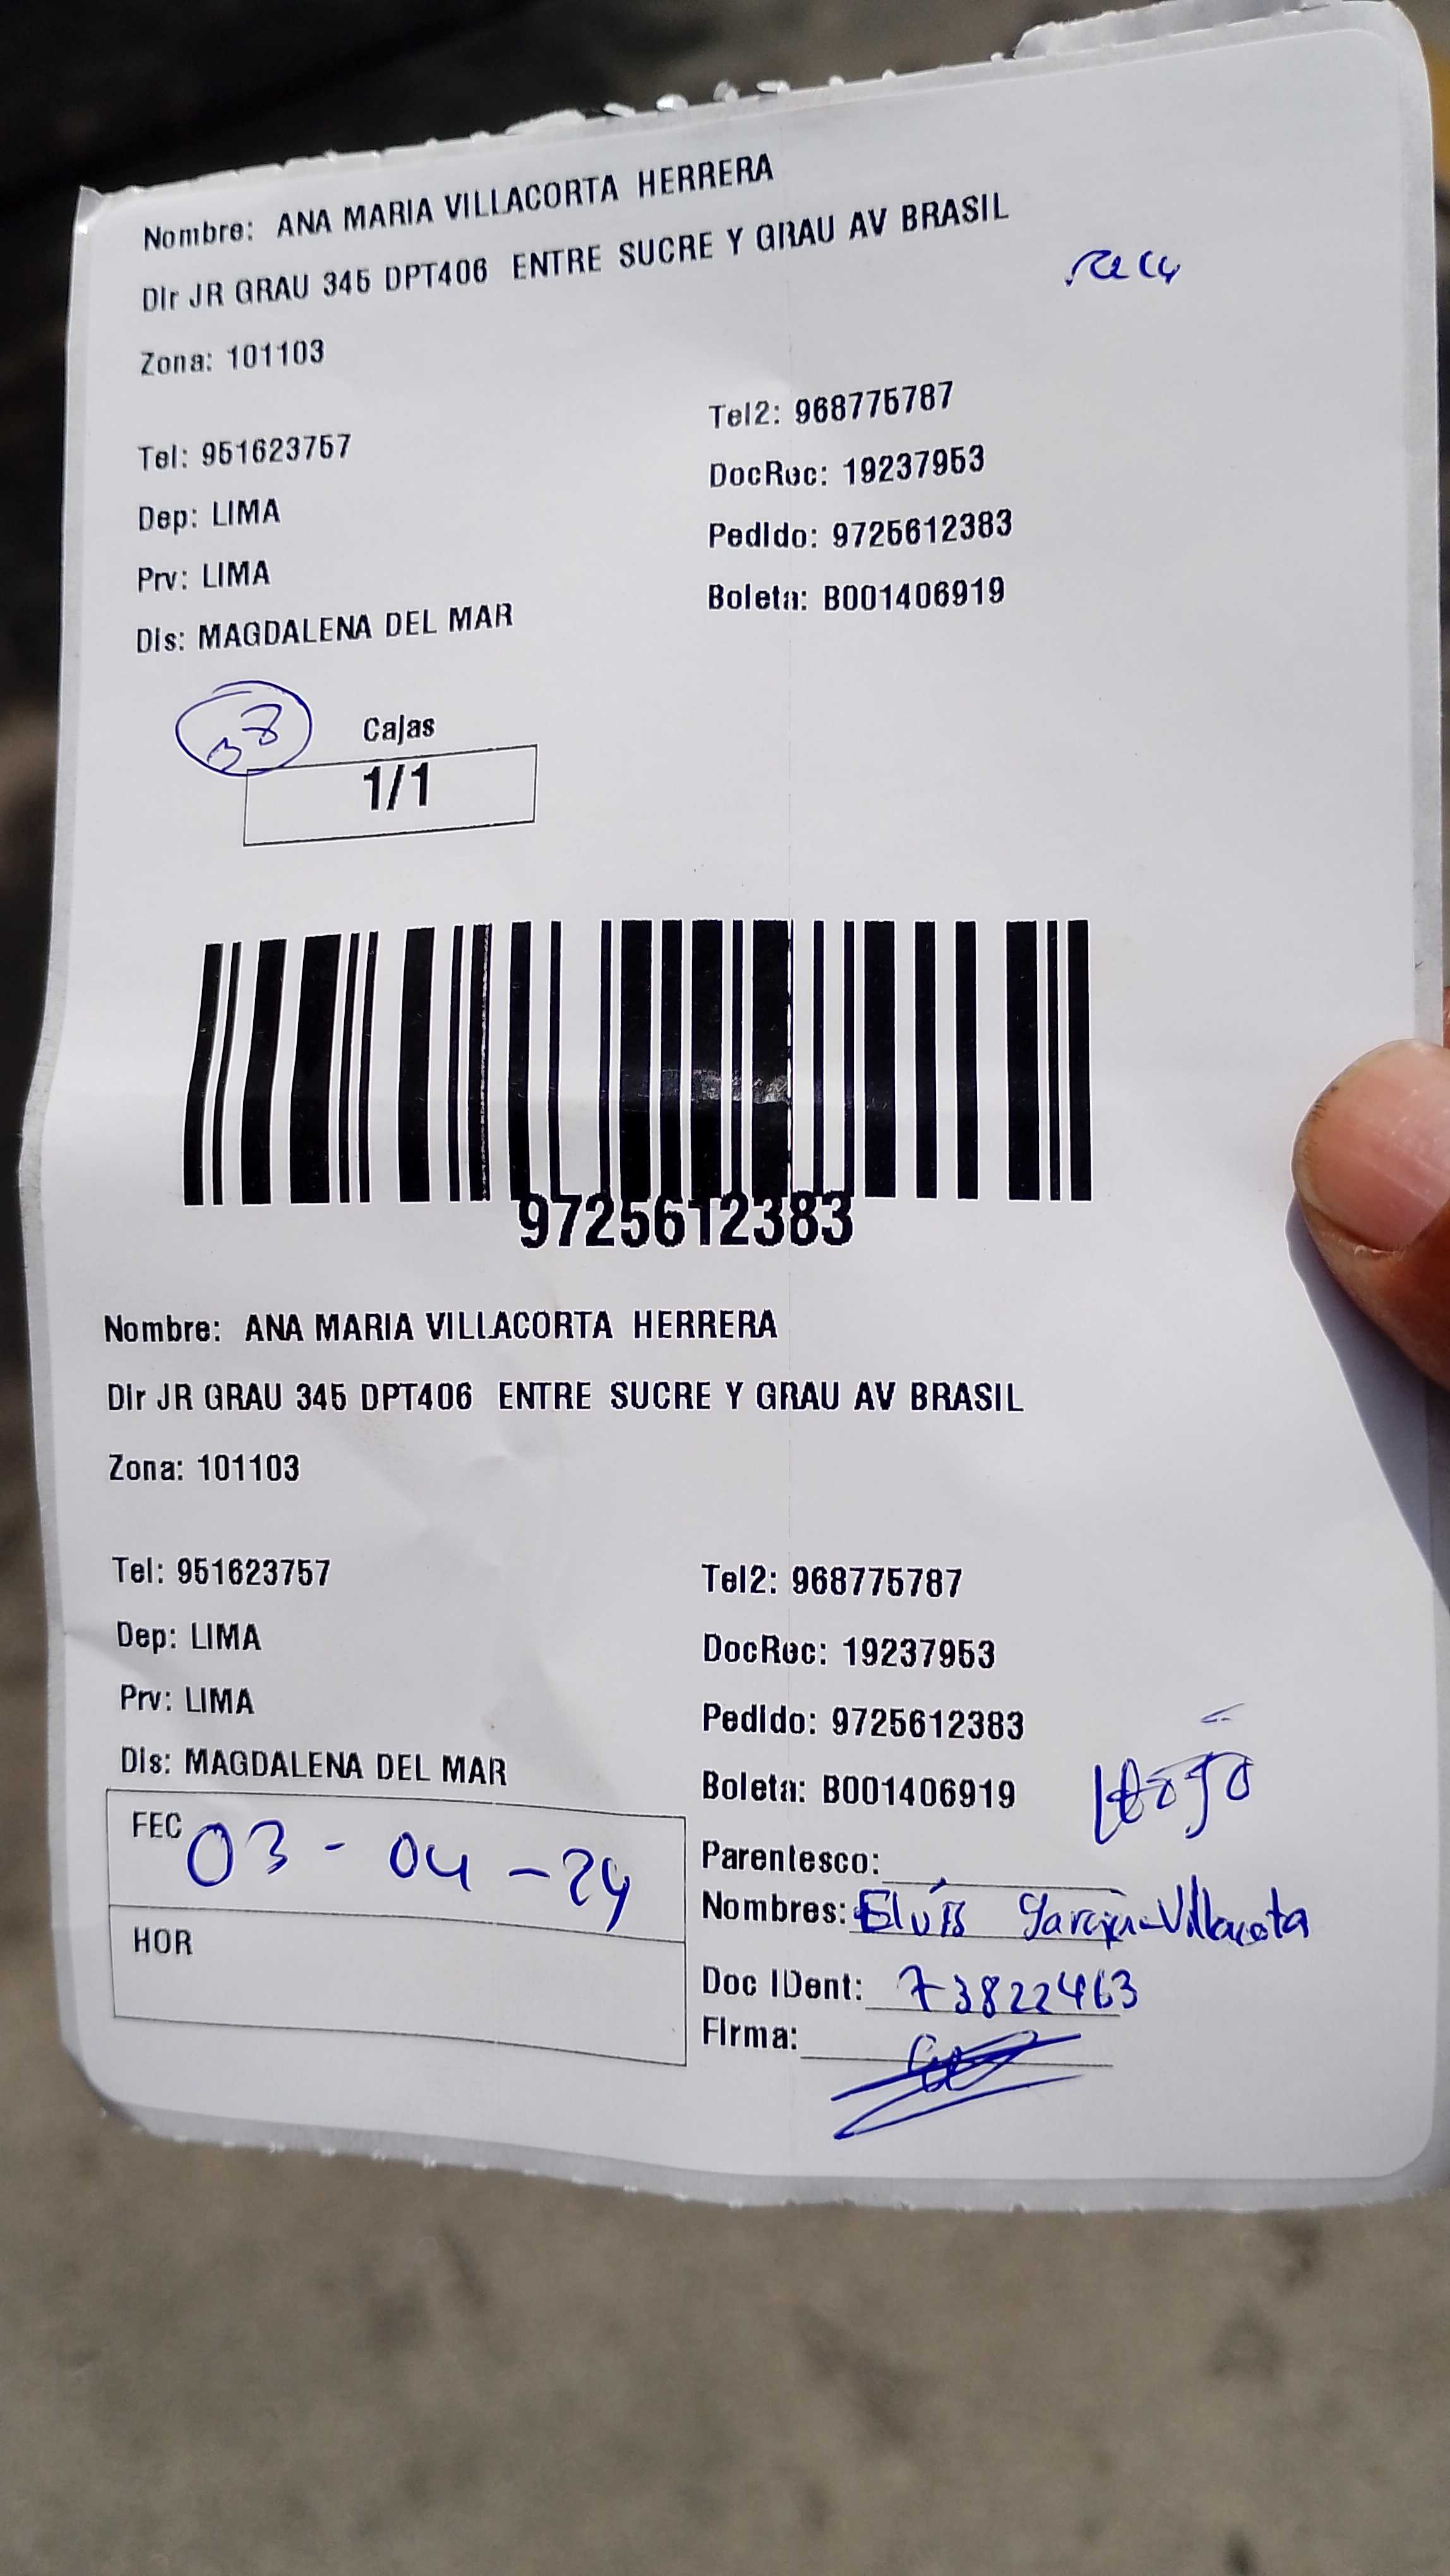 Nombre: ANA MARIA VILLACORTA HERRERA
Dir JR GRAU 345 DPT406 ENTRE SUCRE Y GRAU AV BRASIL
Zona: 101103
Tel: 951623757
Tel2: 968775787
Dep: LIMA
DocRec: 19237953
Prv: LIMA
Pedido: 9725612383
Dis: MAGDALENA DEL MAR
Boleta: B001406919
Cajas
1/1
9725612383
Nombre: ANA MARIA VILLACORTA HERRERA
Dir JR GRAU 345 DPT406 ENTRE SUCRE Y GRAU AV BRASIL
Zona: 101103
Tel: 951623757
Tel2: 968775787
Dep: LIMA
DocRec: 19237953
Prv: LIMA
Pedido: 9725612383
Dis: MAGDALENA DEL MAR
Boleta: B001406919
FEC 03-04-24
Parentesco:
Nombres: Elvis Garcia Villacorta
HOR
Doc IDent: 73822463
Firma: